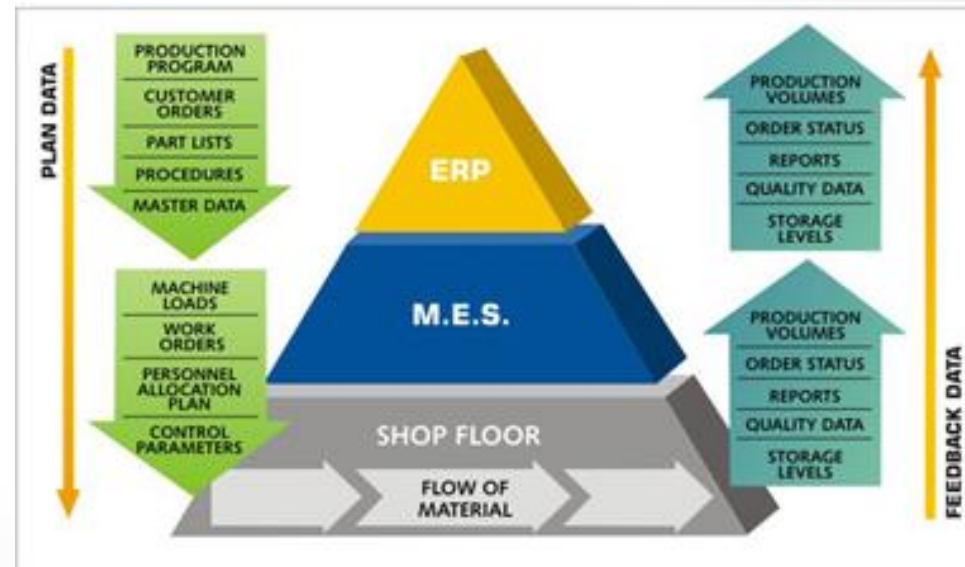 PLAN DATA
PRODUCTION
PROGRAM
CUSTOMER
ORDERS
PART LISTS
PROCEDURES
MASTER DATA
MACHINE
LOADS
WORK
ORDERS
PERSONNEL
ALLOCATION
PLAN
CONTROL
PARAMETERS
ERP
M.E.S.
SHOP FLOOR
FLOW OF
MATERIAL
PRODUCTION
VOLUMES
ORDER STATUS
REPORTS
QUALITY DATA
STORAGE
LEVELS
PRODUCTION
VOLUMES
ORDER STATUS
REPORTS
QUALITY DATA
STORAGE
LEVELS
FEEDBACK DATA